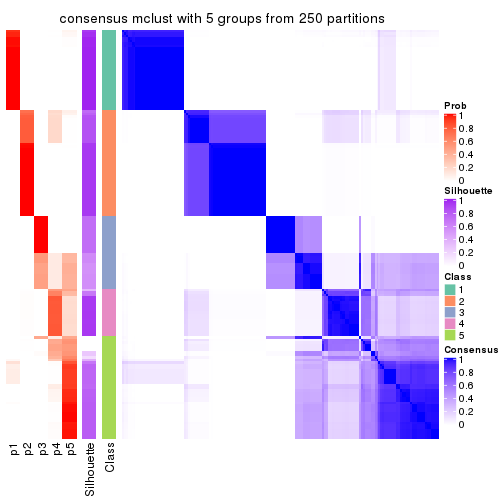 consensus mclust with 5 groups from 250 partitions
Prob
1
0.8
0.6
0.4
0.2
0
Silhouette
1
0.8
0.6
0.4
0.2
0
Class
1
2
3
4
5
Consensus
1
0.8
0.6
0.4
0.2
0
p1
p2
p3
p4
p5
Silhouette
Class